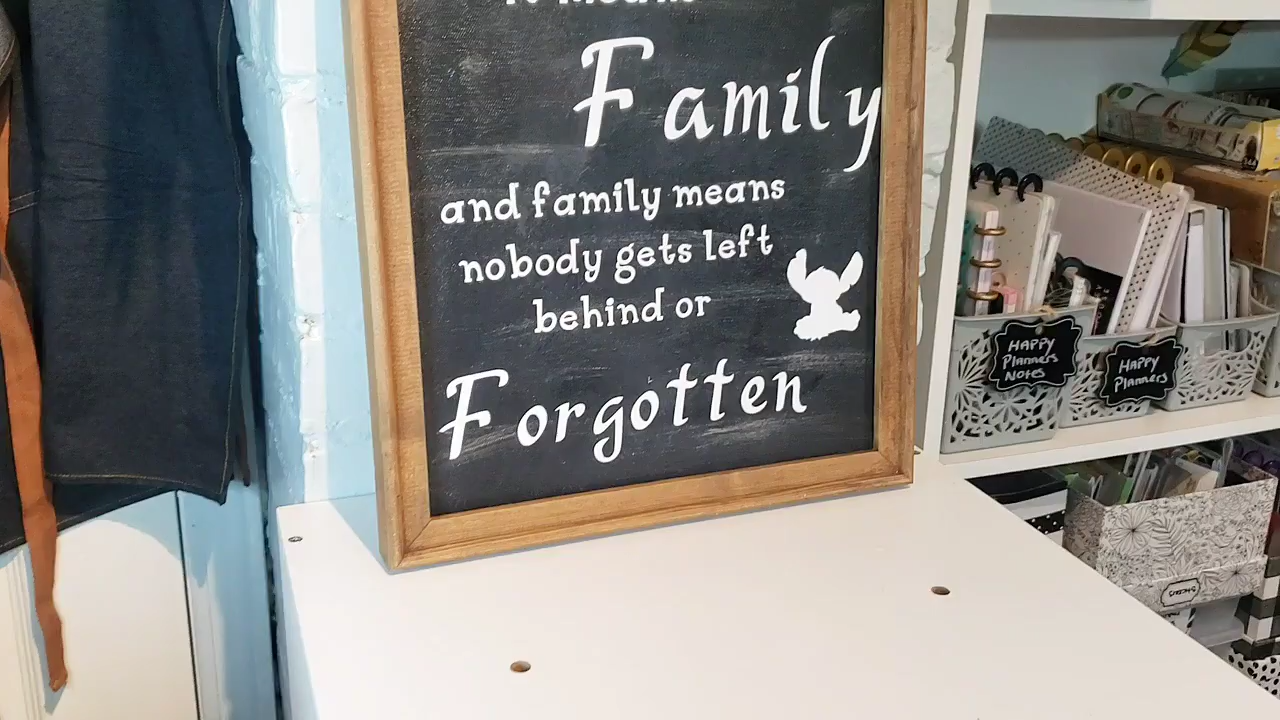 Family
and family means
nobody gets left
behind or
Forgotten
HAPPY
PLANNERS
NOTES
HAPPY
PLANNERS